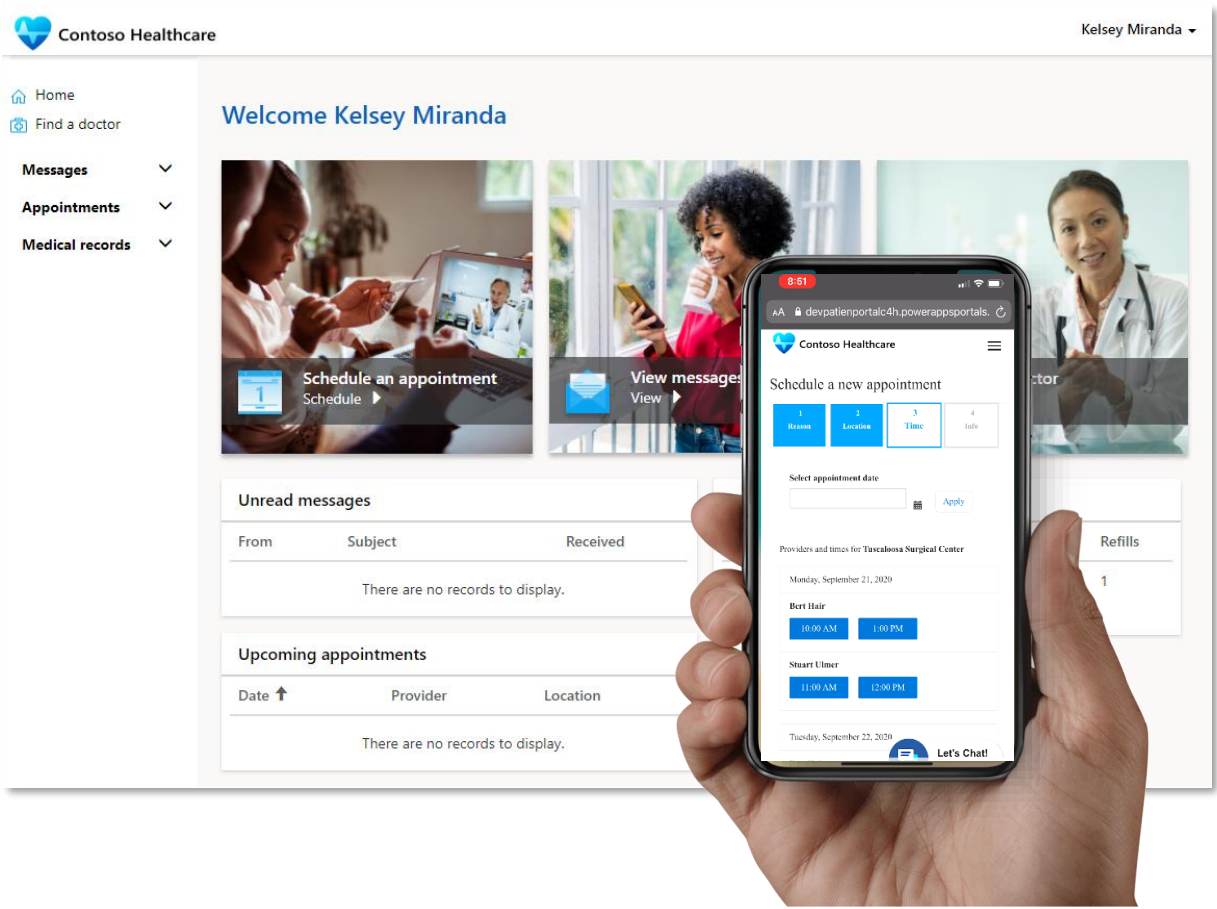 Contoso Healthcare
Kelsey Miranda
Home
Find a doctor
Messages
Appointments
Medical records
Welcome Kelsey Miranda
1
Schedule an appointment
Schedule
View messages
View
ctor
Unread messages
From Subject Received
There are no records to display.
Upcoming appointments
Date Provider Location
There are no records to display.
Refills
1
8:51
AA devpatienportalc4h.powerappsportals.
Contoso Healthcare
Schedule a new appointment
1 2 3 4
Reason Location Time Info
Select appointment date
Apply
Providers and times for Tuscaloosa Surgical Center
Monday, September 21, 2020
Bert Hair
10:00 AM 1:00 PM
Stuart Ulmer
11:00 AM 12:00 PM
Tuesday, September 22, 2020
Let's Chat!